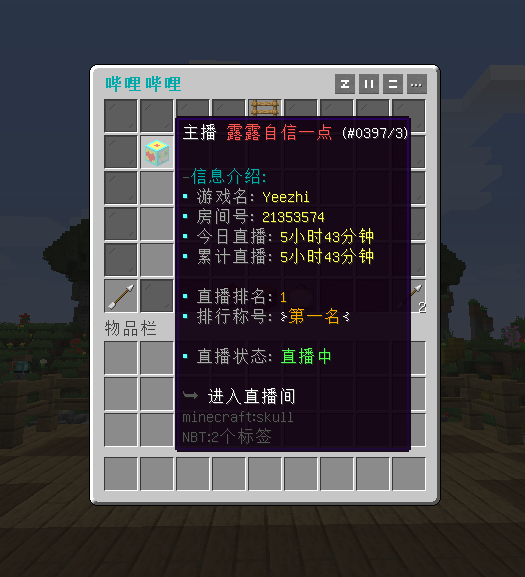 哔哩哔哩
主播 露露自信一点 (#0397/3)
-信息介绍:
▪ 游戏名: Yeezhi
▪ 房间号: 21353574
▪ 今日直播: 5小时43分钟
▪ 累计直播: 5小时43分钟
▪ 直播排名: 1
▪ 排行称号: >第一名<
2
物品栏
▪ 直播状态: 直播中
→ 进入直播间
minecraft:skull
NBT:2个标签